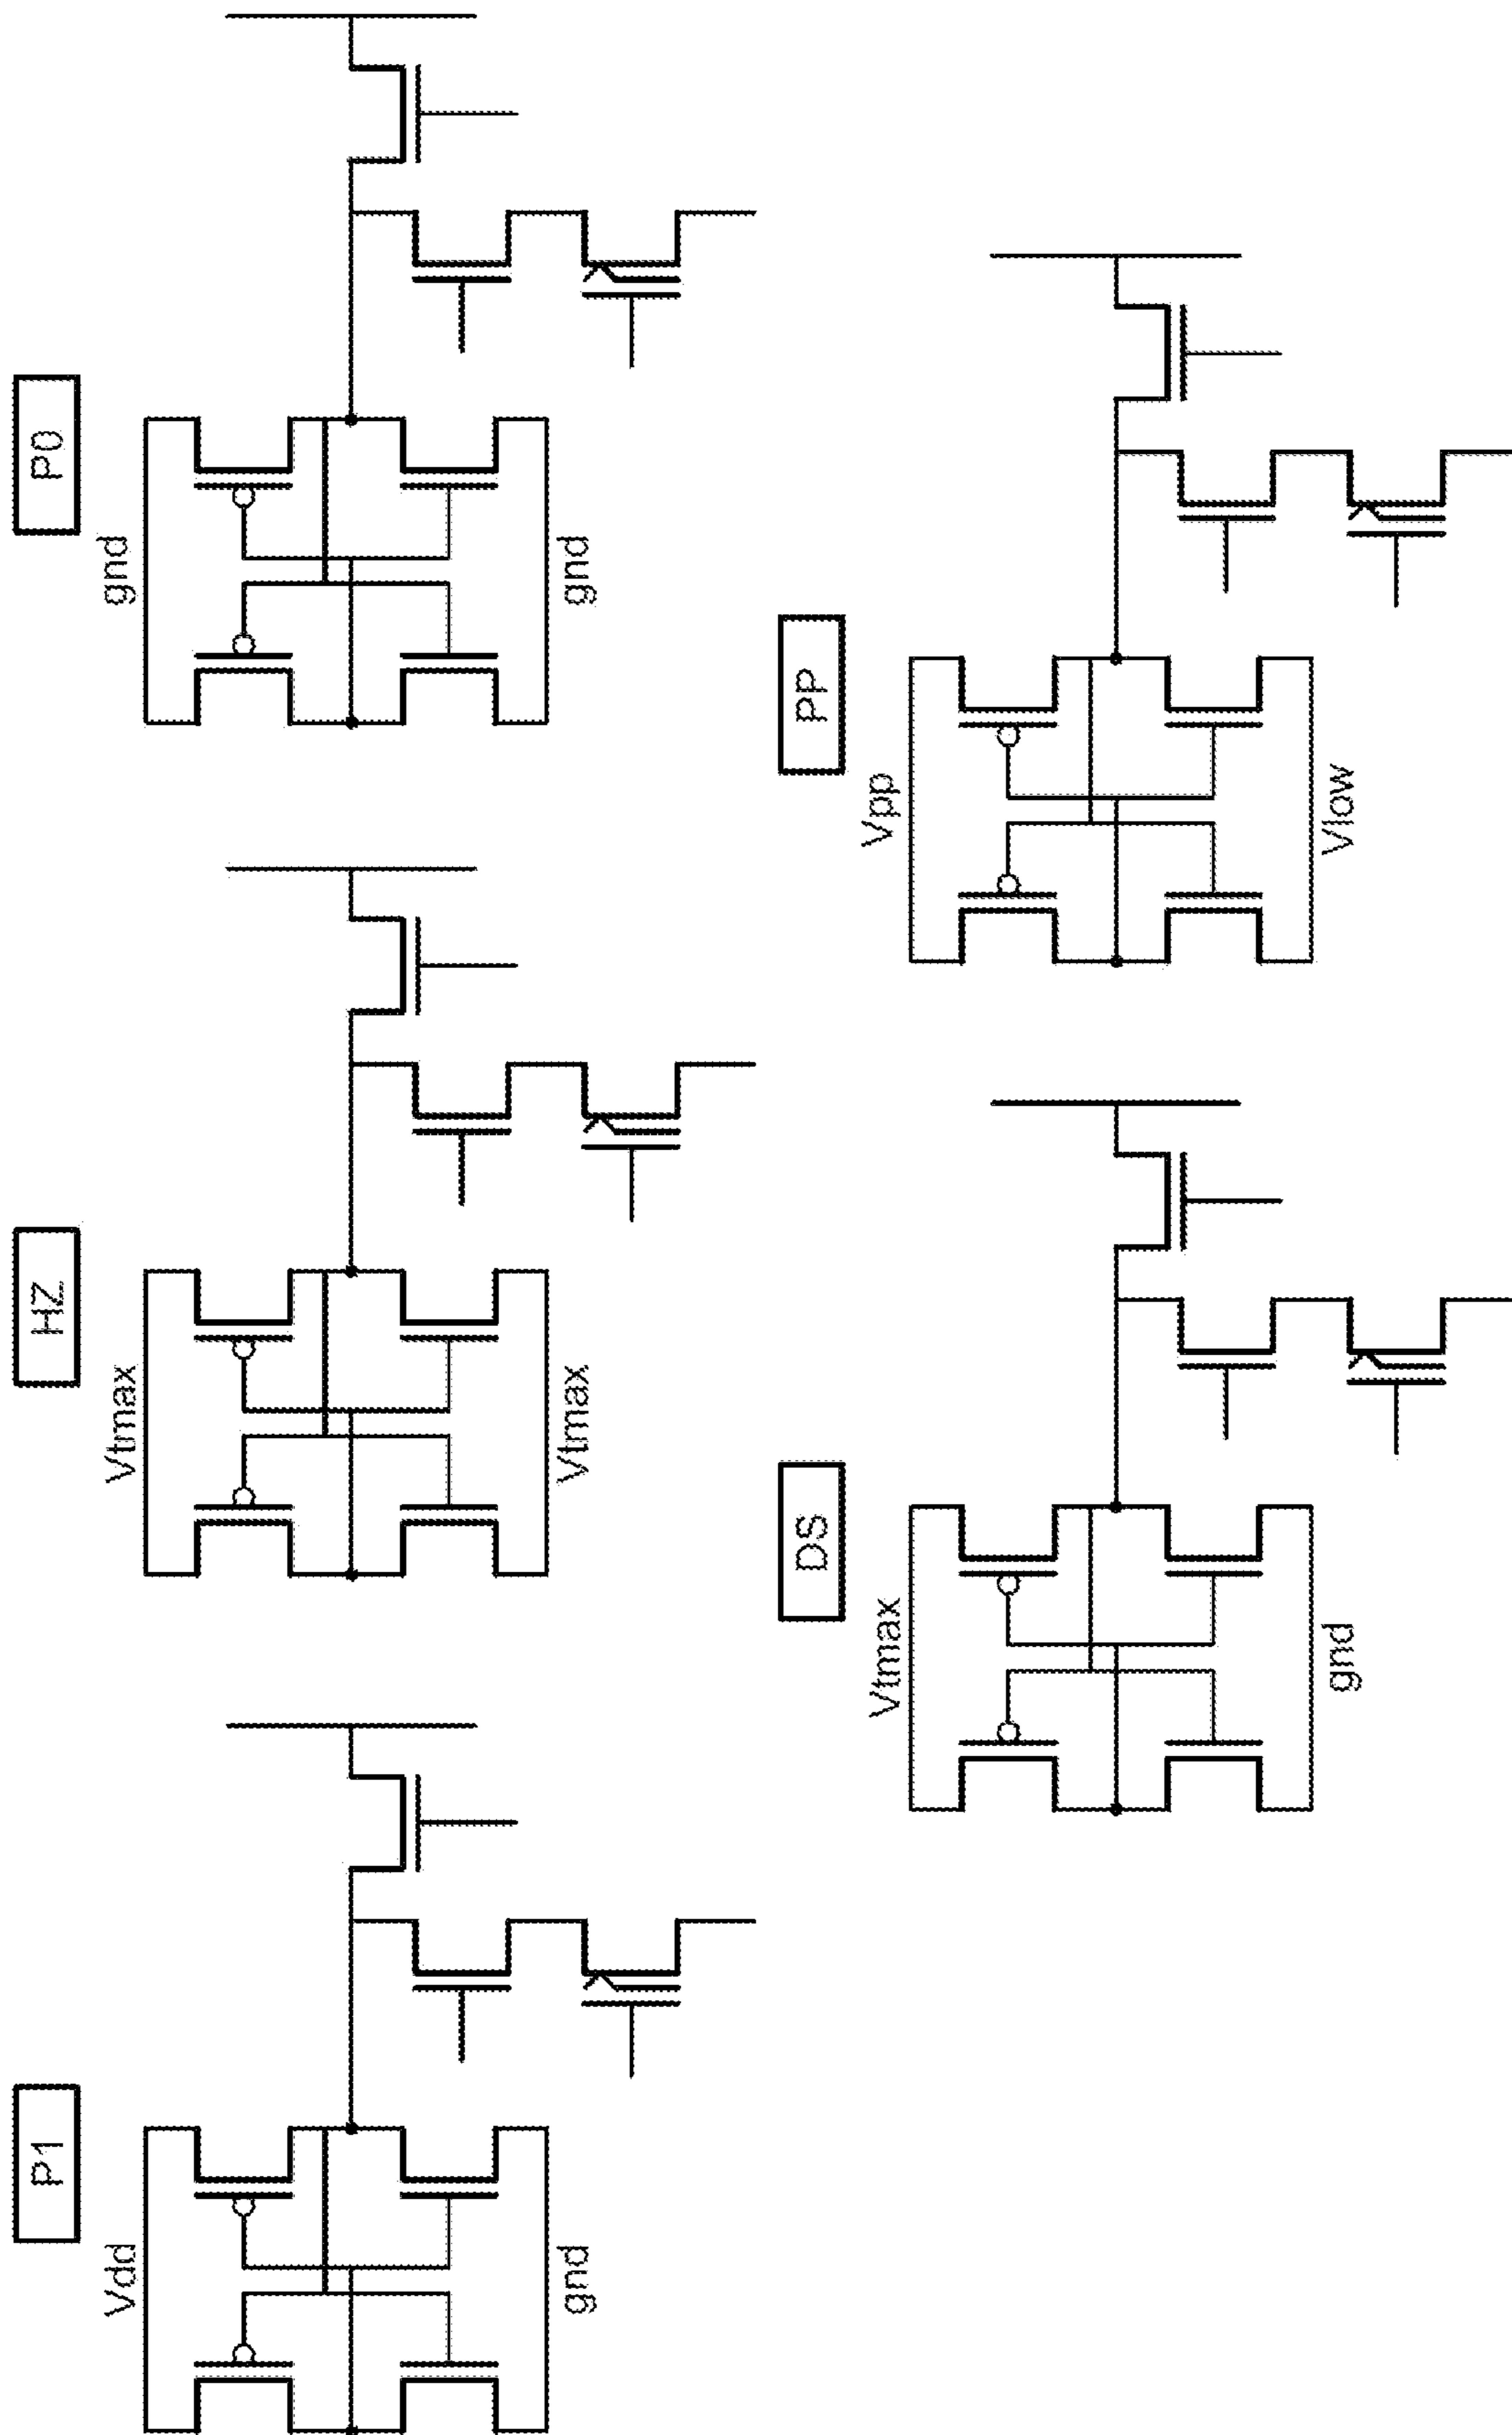 P1
Vdd
gnd
HZ
Vtmax
Vtmax
P0
gnd
gnd
DS
Vtmax
gnd
PP
Vpp
Vlow